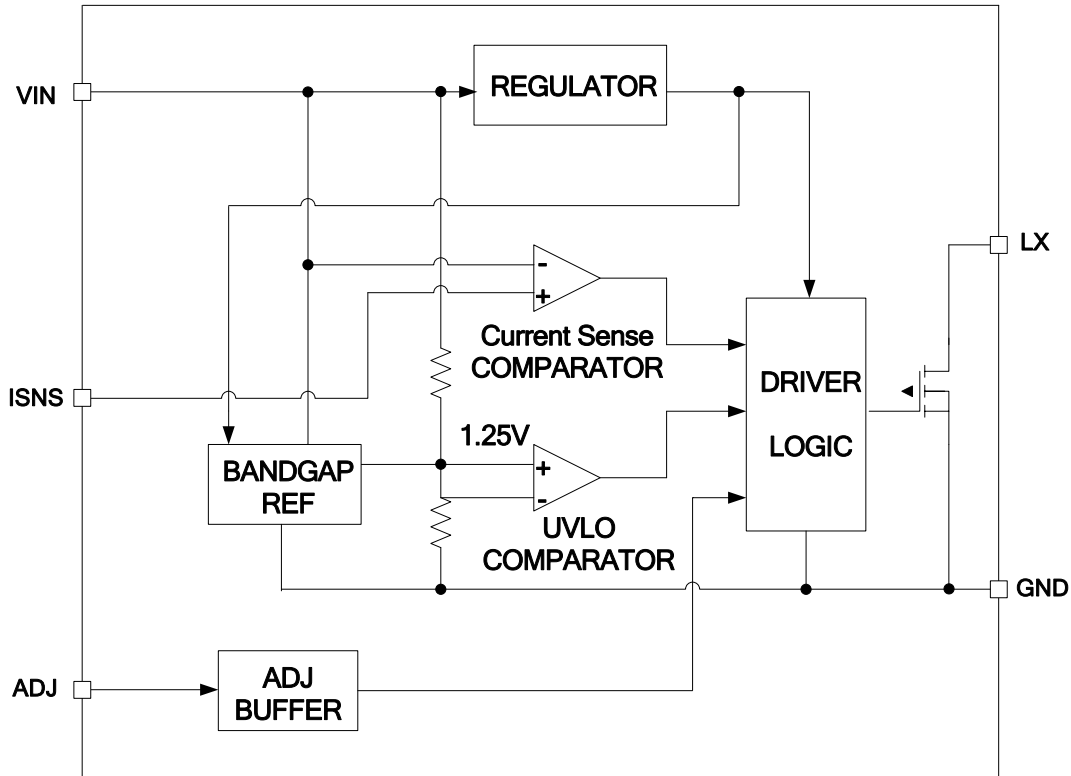 VIN
REGULATOR
LX
-
+
Current Sense
COMPARATOR
ISNS
DRIVER
LOGIC
1.25V
BANDGAP
REF
+
-
UVLO
COMPARATOR
GND
ADJ
ADJ
BUFFER